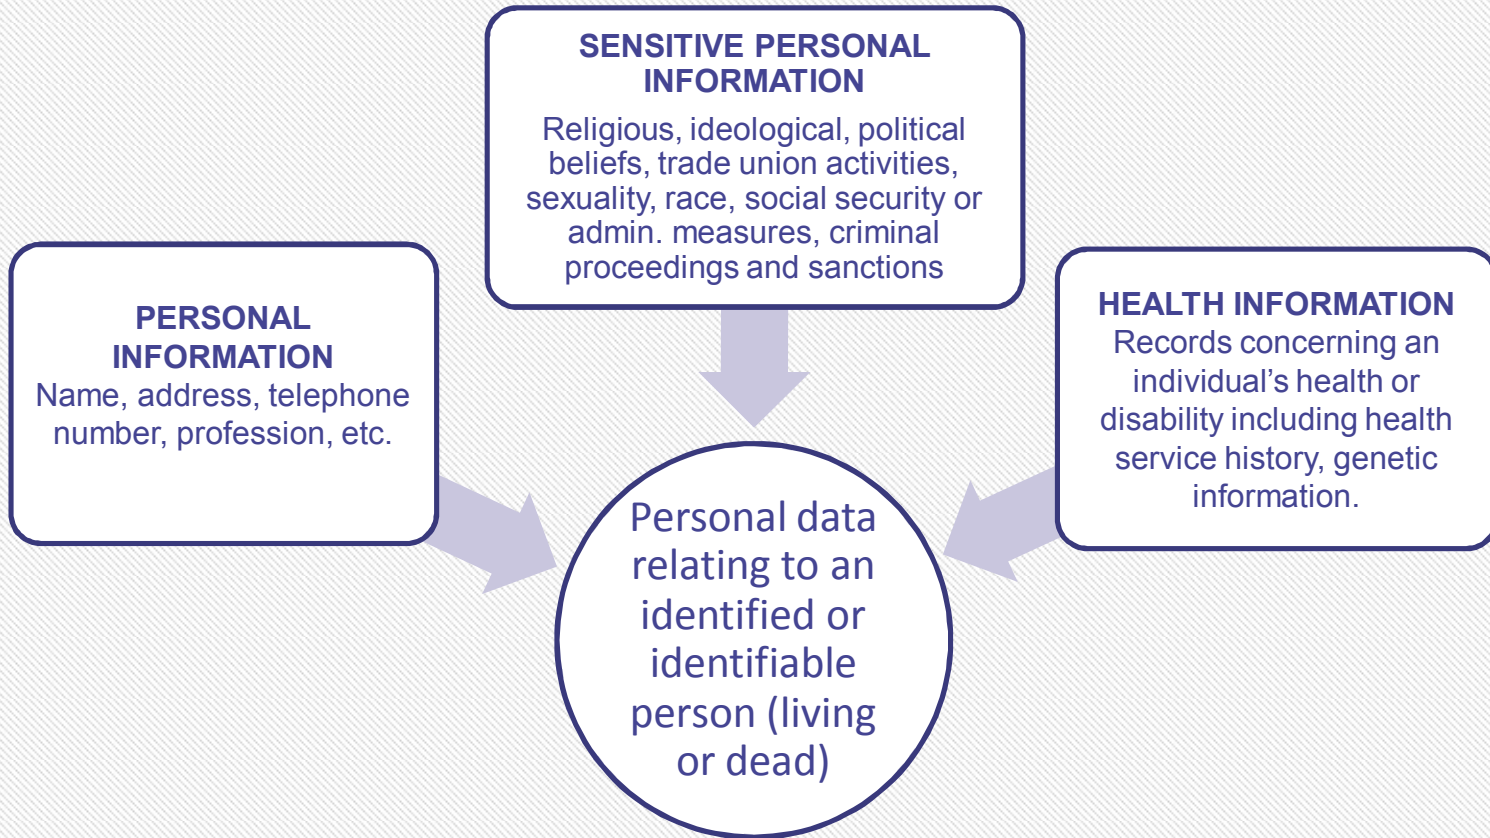 SENSITIVE PERSONAL
INFORMATION
Religious, ideological, political
beliefs, trade union activities,
sexuality, race, social security or
admin. measures, criminal
proceedings and sanctions
PERSONAL
INFORMATION
Name, address, telephone
number, profession, etc.
HEALTH INFORMATION
Records concerning an
individual’s health or
disability including health
service history, genetic
information.
Personal data
relating to an
identified or
identifiable
person (living
or dead)